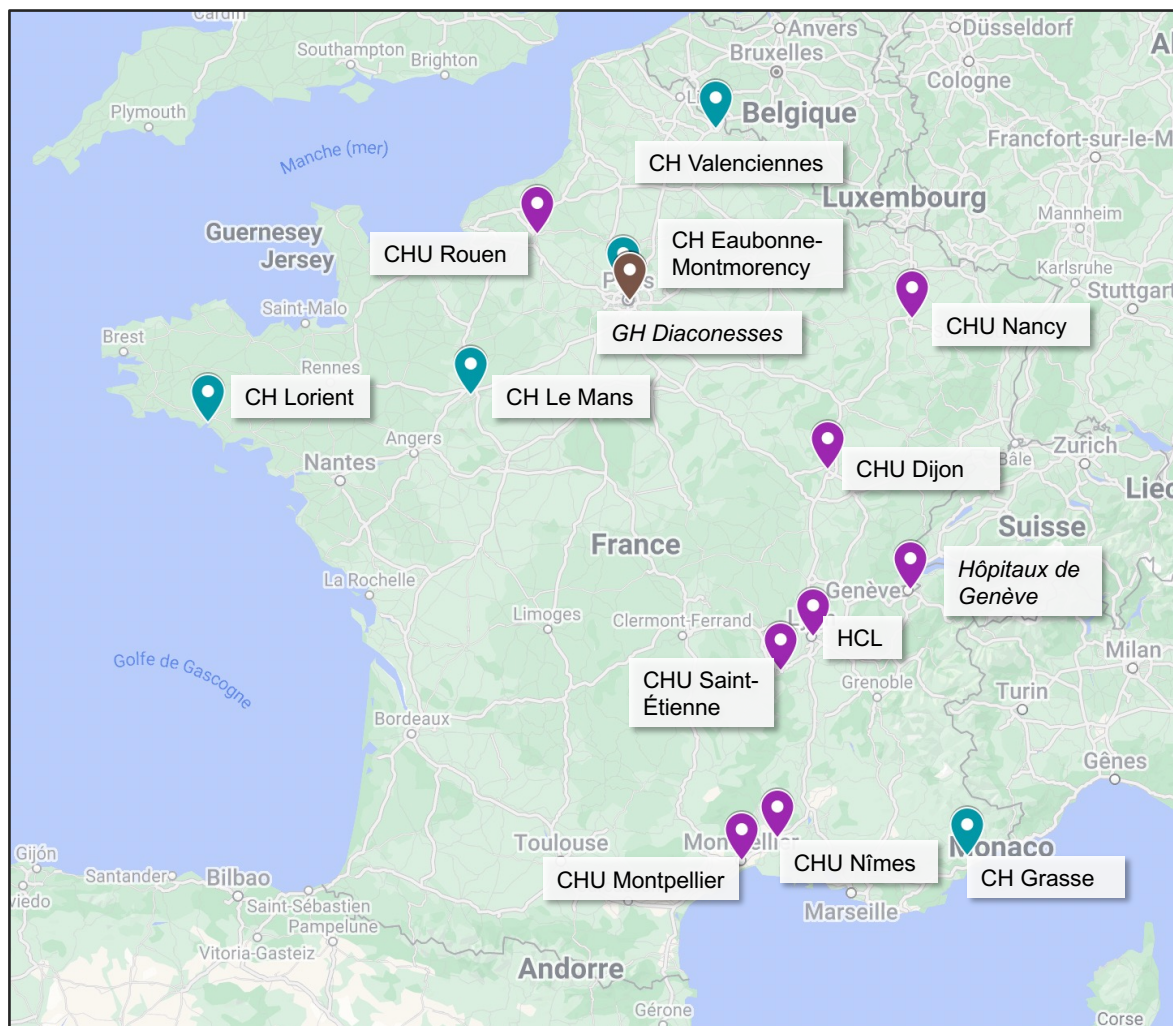 Cardiff
Anvers
Düsseldorf
Southampton
Bruxelles
Brighton
Cologne
Plymouth
Belgique
CH Valenciennes
Manche (mer)
Luxembourg
Mannheim
Guernesey
Jersey
CHU Rouen
CH Eaubonne-
Montmorency
Karlsruhe
Stuttgart
Saint-Malo
CHU Nancy
GH Diaconesses
Brest
Rennes
CH Lorient
CH Le Mans
Angers
Nantes
Zurich
Bâle
CHU Dijon
Suisse
France
Hôpitaux de
Genève
La Rochelle
Genève
Limoges
Clermont-Ferrand
HCL
Golfe de
Gascogne
Milan
CHU Saint-
Étienne
Grenoble
Turin
Bordeaux
Gênes
Toulouse
Montpellier
Monaco
Gijón
CHU Nîmes
CH Grasse
Santander
Bilbao
CHU Montpellier
Marseille
Saint-Sébastien
Pampelune
Vitoria-Gasteiz
Andorre
Gérone
Corse